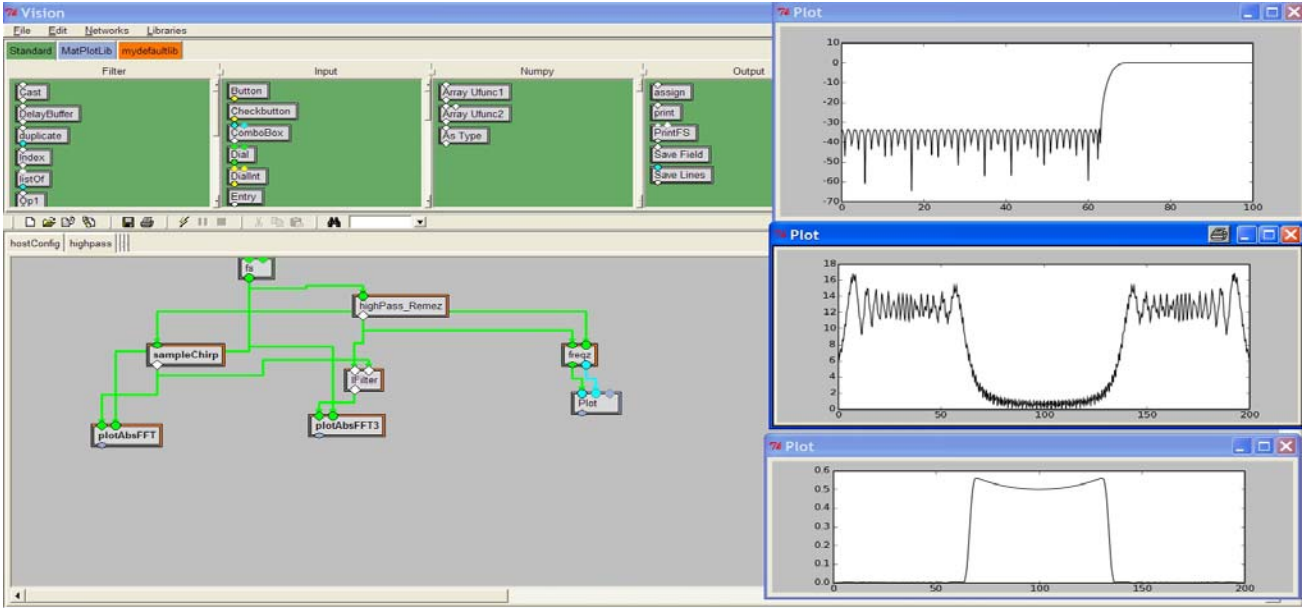 Vision
File Edit Networks Libraries
Standard MatPlotLib mydefaultlib
Filter Input Numpy Output
Cast
DelayBuffer
duplicate
Index
listOf
Op1
Button
Checkbutton
ComboBox
Dial
DialInt
Entry
Array Ufunc1
Array Ufunc2
As Type
assign
print
PrintFS
Save Field
Save Lines
hostConfig highpass
fs
highPass_Remez
sampleChirp
freqz
lFilter
Plot
plotAbsFFT
plotAbsFFT3
Plot
10
0
-10
-20
-30
-40
-50
-60
-70
0 20 40 60 80 100
Plot
18
16
14
12
10
8
6
4
2
0
0 50 100 150 200
Plot
0.6
0.5
0.4
0.3
0.2
0.1
0.0
0 50 100 150 200